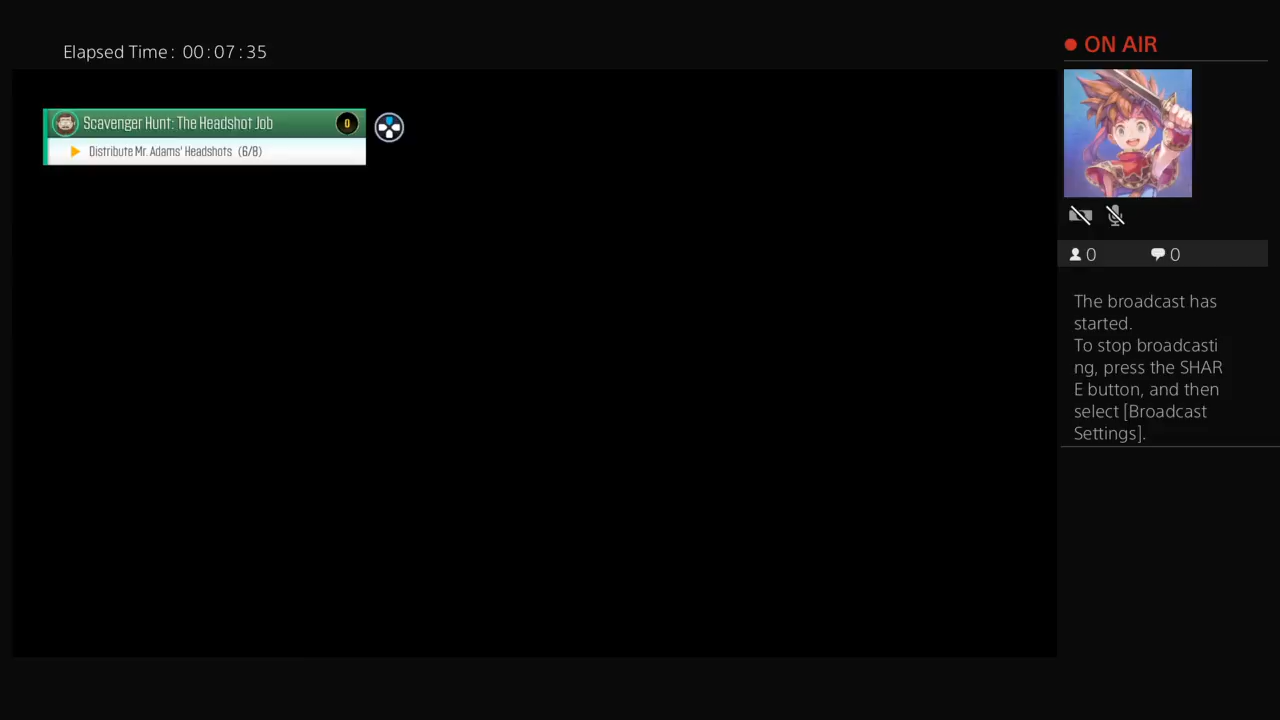 Elapsed Time: 00:07:35
ON AIR
Scavenger Hunt: The Headshot Job 0
Distribute Mr. Adams' Headshots (6/8)
0 0
The broadcast has
started.
To stop broadcasti
ng, press the SHAR
E button, and then
select [Broadcast
Settings].